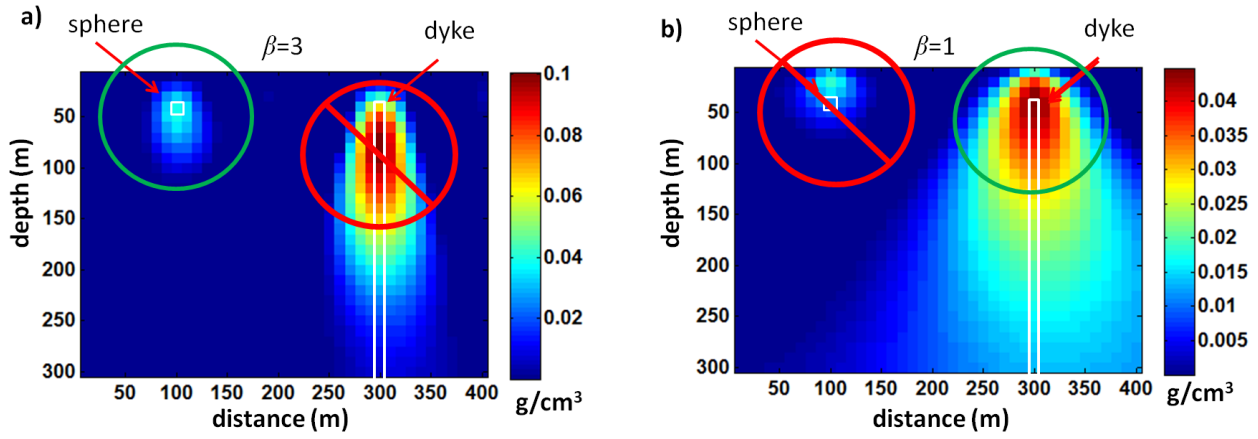 a)
sphere
β=3
dyke
50
100
150
200
250
300
depth (m)
50 100 150 200 250 300 350 400
distance (m)
0.1
0.08
0.06
0.04
0.02
g/cm³
b)
sphere
β=1
dyke
50
100
150
200
250
300
depth (m)
50 100 150 200 250 300 350 400
distance (m)
0.04
0.035
0.03
0.025
0.02
0.015
0.01
0.005
g/cm³